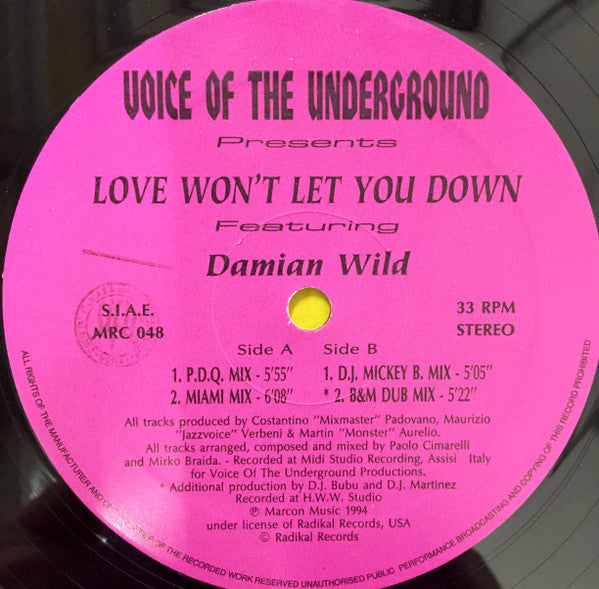 VOICE OF THE UNDERGROUND
Presents
LOVE WON'T LET YOU DOWN
Featuring
Damian Wild
S.I.A.E.
MRC 048
33 RPM
STEREO
Side A
1. P.D.Q. MIX - 5'55"
2. MIAMI MIX - 6'08"
Side B
1. D.J. MICKEY B. MIX - 5'05"
* 2. B&M DUB MIX - 5'22"
All tracks produced by Costantino "Mixmaster" Padovano, Maurizio
"Jazzvoice" Verbeni & Martin "Monster" Aurelio.
All tracks arranged, composed and mixed by Paolo Cimarelli
and Mirko Braida. - Recorded at Midi Studio Recording, Assisi Italy
for Voice Of The Underground Productions.
* Additional production by D.J. Bubu and D.J. Martinez
Recorded at H.W.W. Studio
℗ Marcon Music 1994
under license of Radikal Records, USA
© Radikal Records
ALL RIGHTS OF THE MANUFACTURER AND OF THE RECORDED WORK RESERVED UNAUTHORISED PUBLIC PERFORMANCE BROADCASTING AND COPYING OF THIS RECORD PROHIBITED